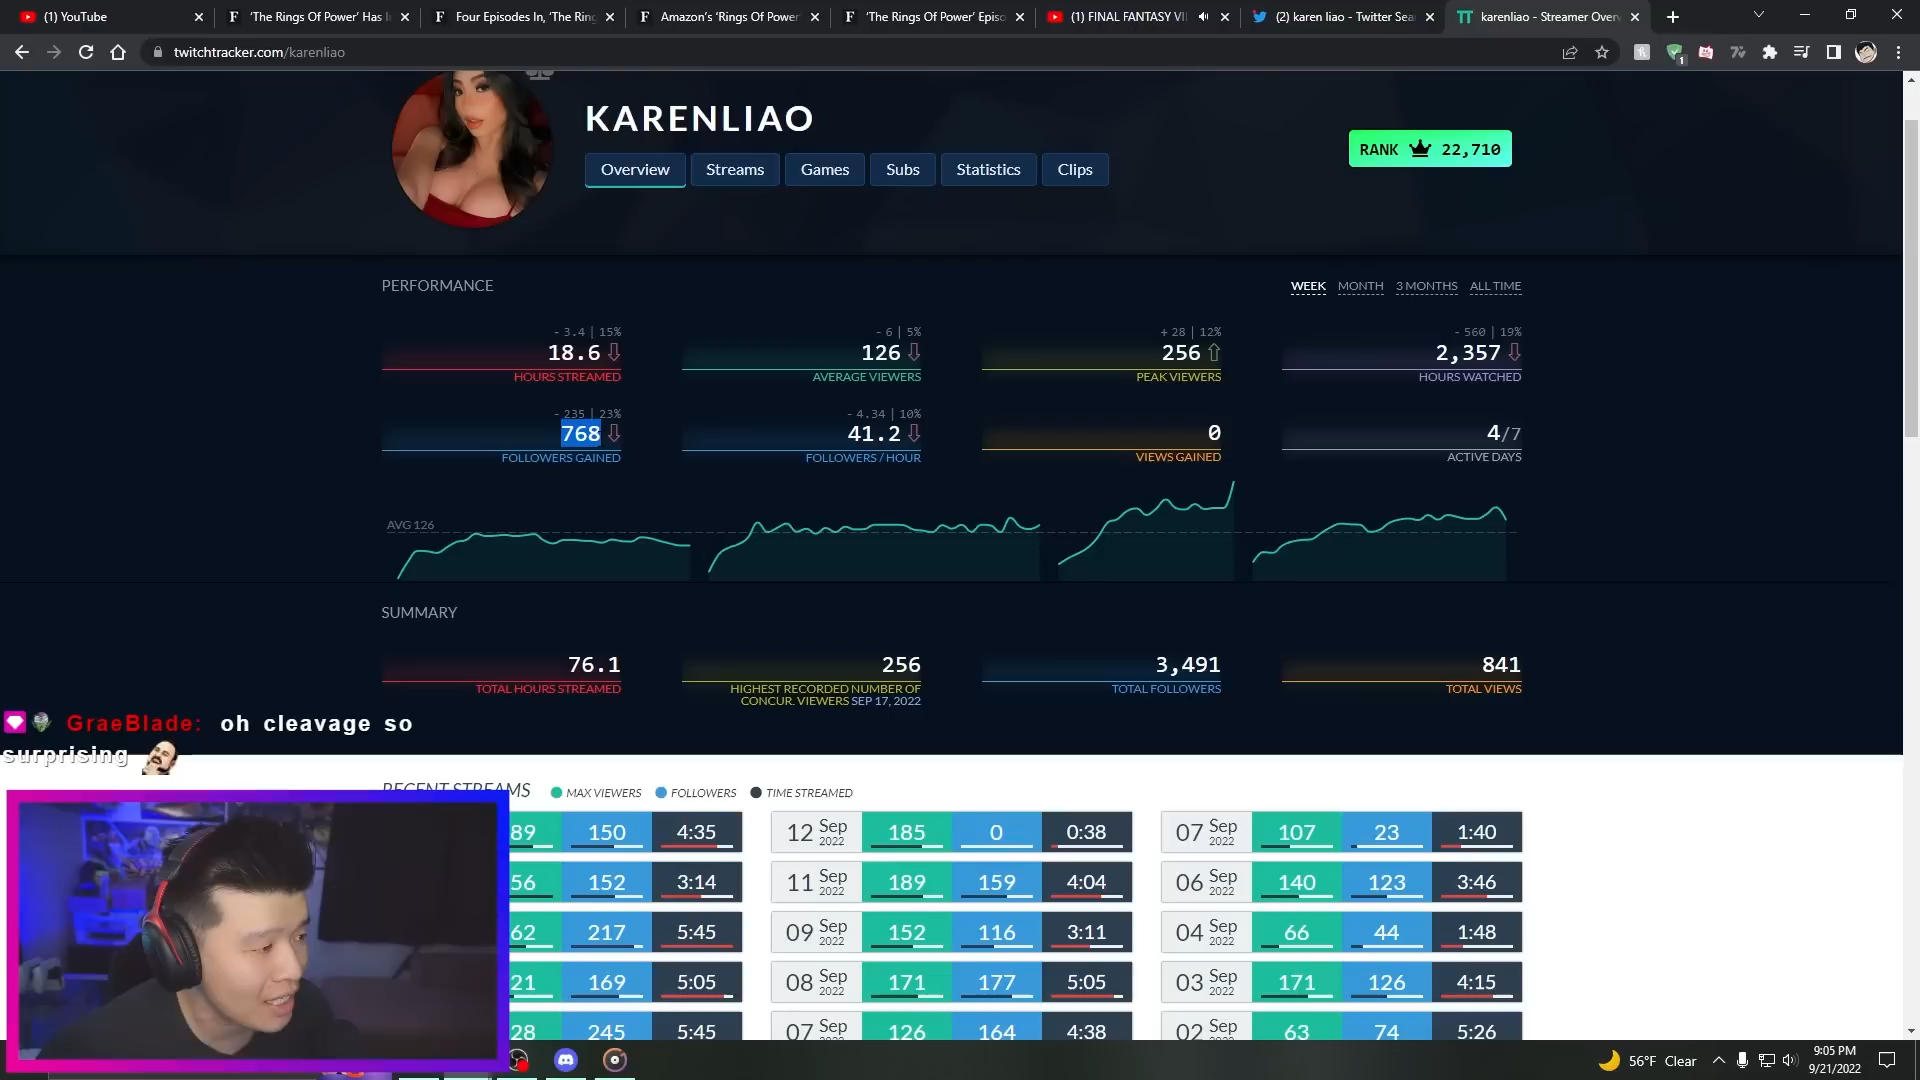 (1) YouTube
'The Rings Of Power' Has
Four Episodes In, 'The Ring
Amazon's 'Rings Of Power'
'The Rings Of Power' Episo
(1) FINAL FANTASY VI
(2) karen liao - Twitter Sea
karenliao - Streamer Over
twitchtracker.com/karenliao
KARENLIAO
Overview Streams Games Subs Statistics Clips
RANK 22,710
PERFORMANCE
WEEK MONTH 3 MONTHS ALL TIME
- 3.4 | 15%
18.6
HOURS STREAMED
- 6 | 5%
126
AVERAGE VIEWERS
+ 28 | 12%
256
PEAK VIEWERS
- 560 | 19%
2,357
HOURS WATCHED
- 235 | 23%
768
FOLLOWERS GAINED
- 4.34 | 10%
41.2
FOLLOWERS / HOUR
0
VIEWS GAINED
4/7
ACTIVE DAYS
AVG 126
SUMMARY
76.1
TOTAL HOURS STREAMED
256
HIGHEST RECORDED NUMBER OF
CONCUR. VIEWERS SEP 17, 2022
3,491
TOTAL FOLLOWERS
841
TOTAL VIEWS
GraeBlade: oh cleavage so
surprising
RECENT STREAMS MAX VIEWERS FOLLOWERS TIME STREAMED
89 150 4:35
56 152 3:14
62 217 5:45
21 169 5:05
28 245 5:45
12 Sep 2022 185 0 0:38
11 Sep 2022 189 159 4:04
09 Sep 2022 152 116 3:11
08 Sep 2022 171 177 5:05
07 Sep 2022 126 164 4:38
07 Sep 2022 107 23 1:40
06 Sep 2022 140 123 3:46
04 Sep 2022 66 44 1:48
03 Sep 2022 171 126 4:15
02 Sep 2022 63 74 5:26
56°F Clear
9:05 PM
9/21/2022